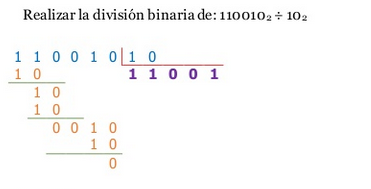 Realizar la división binaria de: 110010₂ ÷ 10₂
1 1 0 0 1 0 1 0
1 0 1 1 0 0 1
1 0
1 0
0 0 1 0
1 0
0